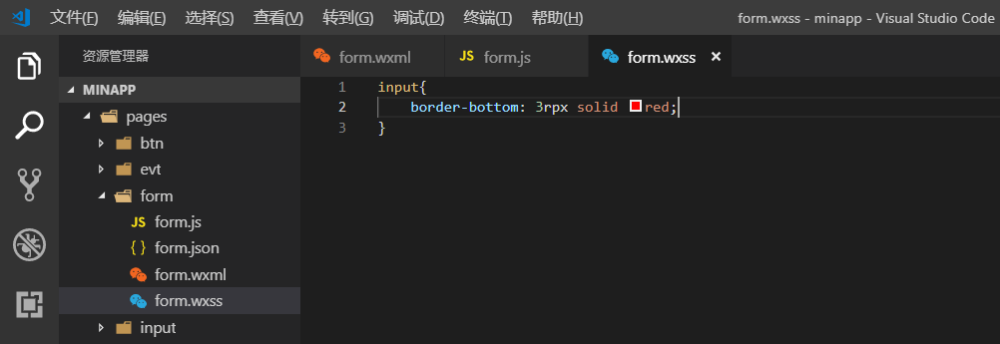 文件(F) 编辑(E) 选择(S) 查看(V) 转到(G) 调试(D) 终端(T) 帮助(H) form.wxss - minapp - Visual Studio Code
资源管理器
form.wxml
JS form.js
form.wxss ×
MINAPP
pages
btn
evt
form
JS form.js
{ } form.json
form.wxml
form.wxss
input
1 input{
2 border-bottom: 3rpx solid red;
3 }